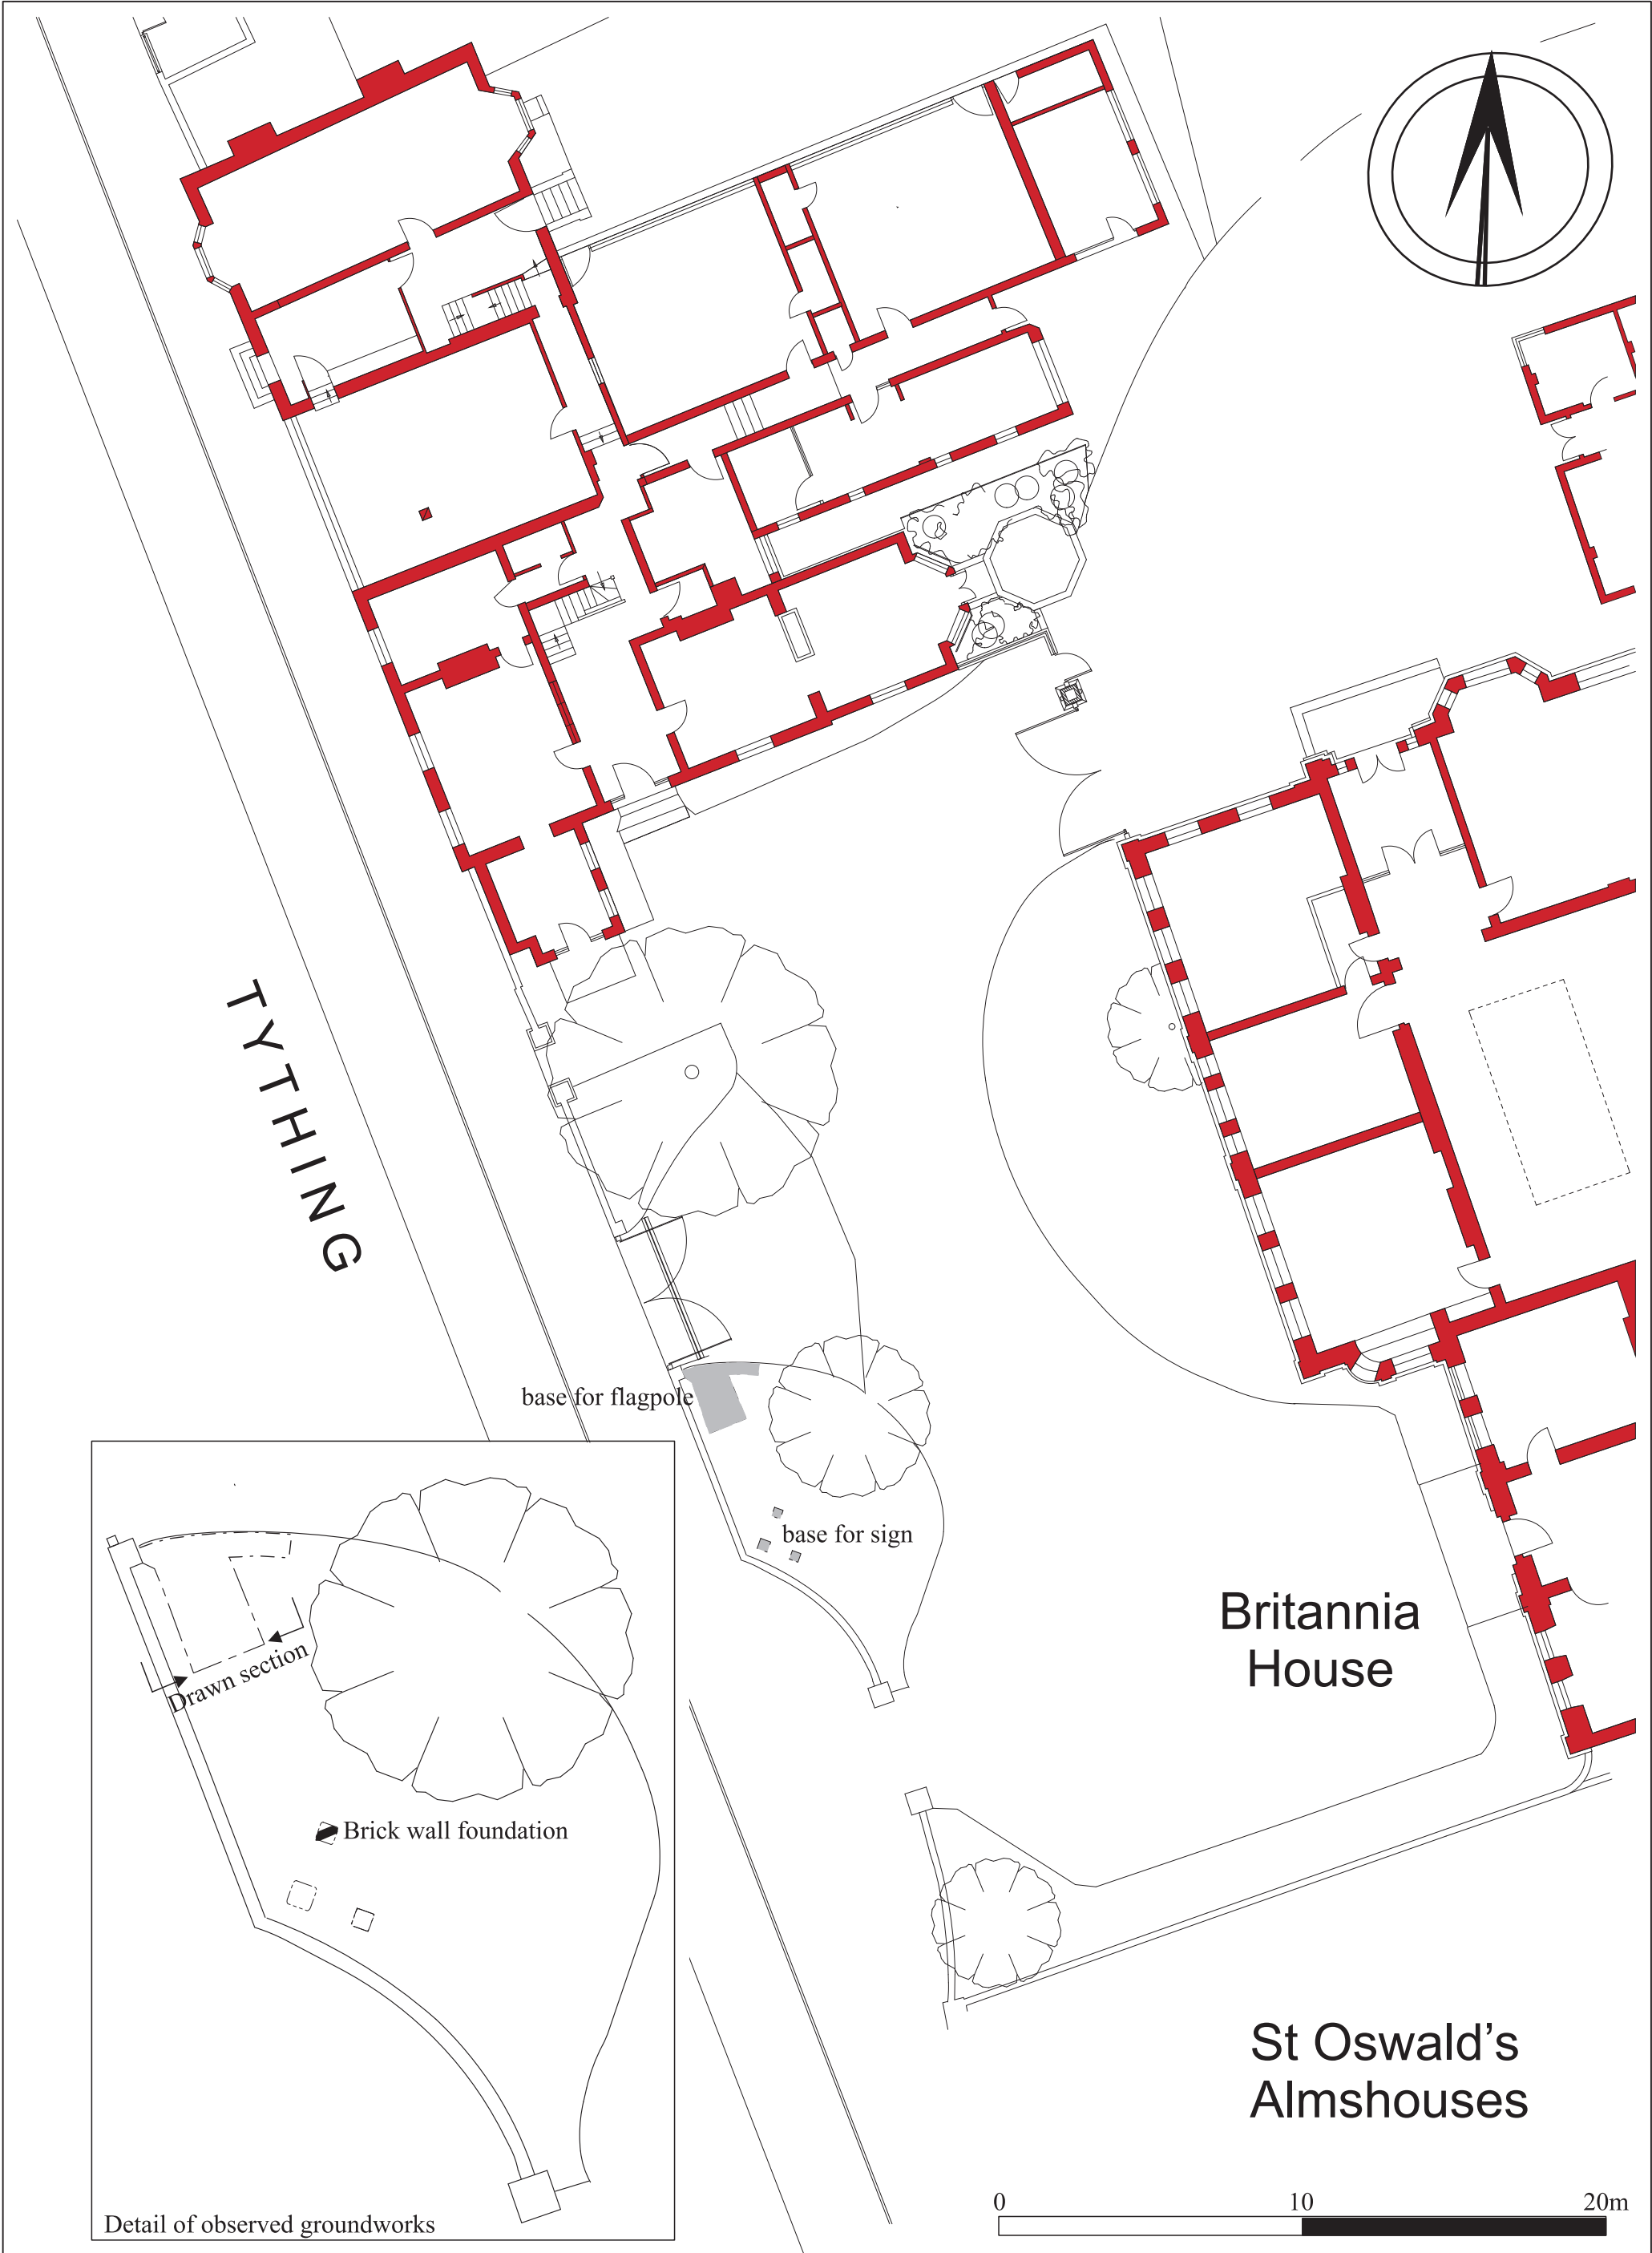 TYTHING
base for flagpole
base for sign
Britannia
House
Drawn section
Brick wall foundation
St Oswald's
Almshouses
Detail of observed groundworks
0 10 20m